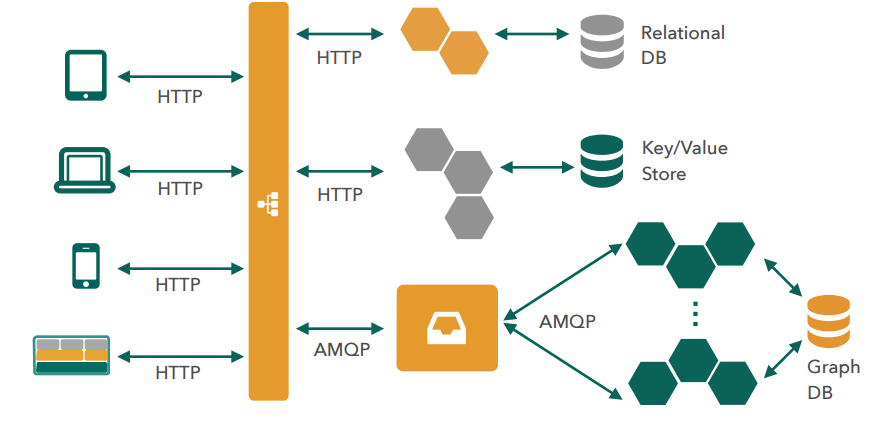 HTTP
HTTP
HTTP
HTTP
HTTP
HTTP
AMQP
AMQP
Relational
DB
Key/Value
Store
Graph
DB